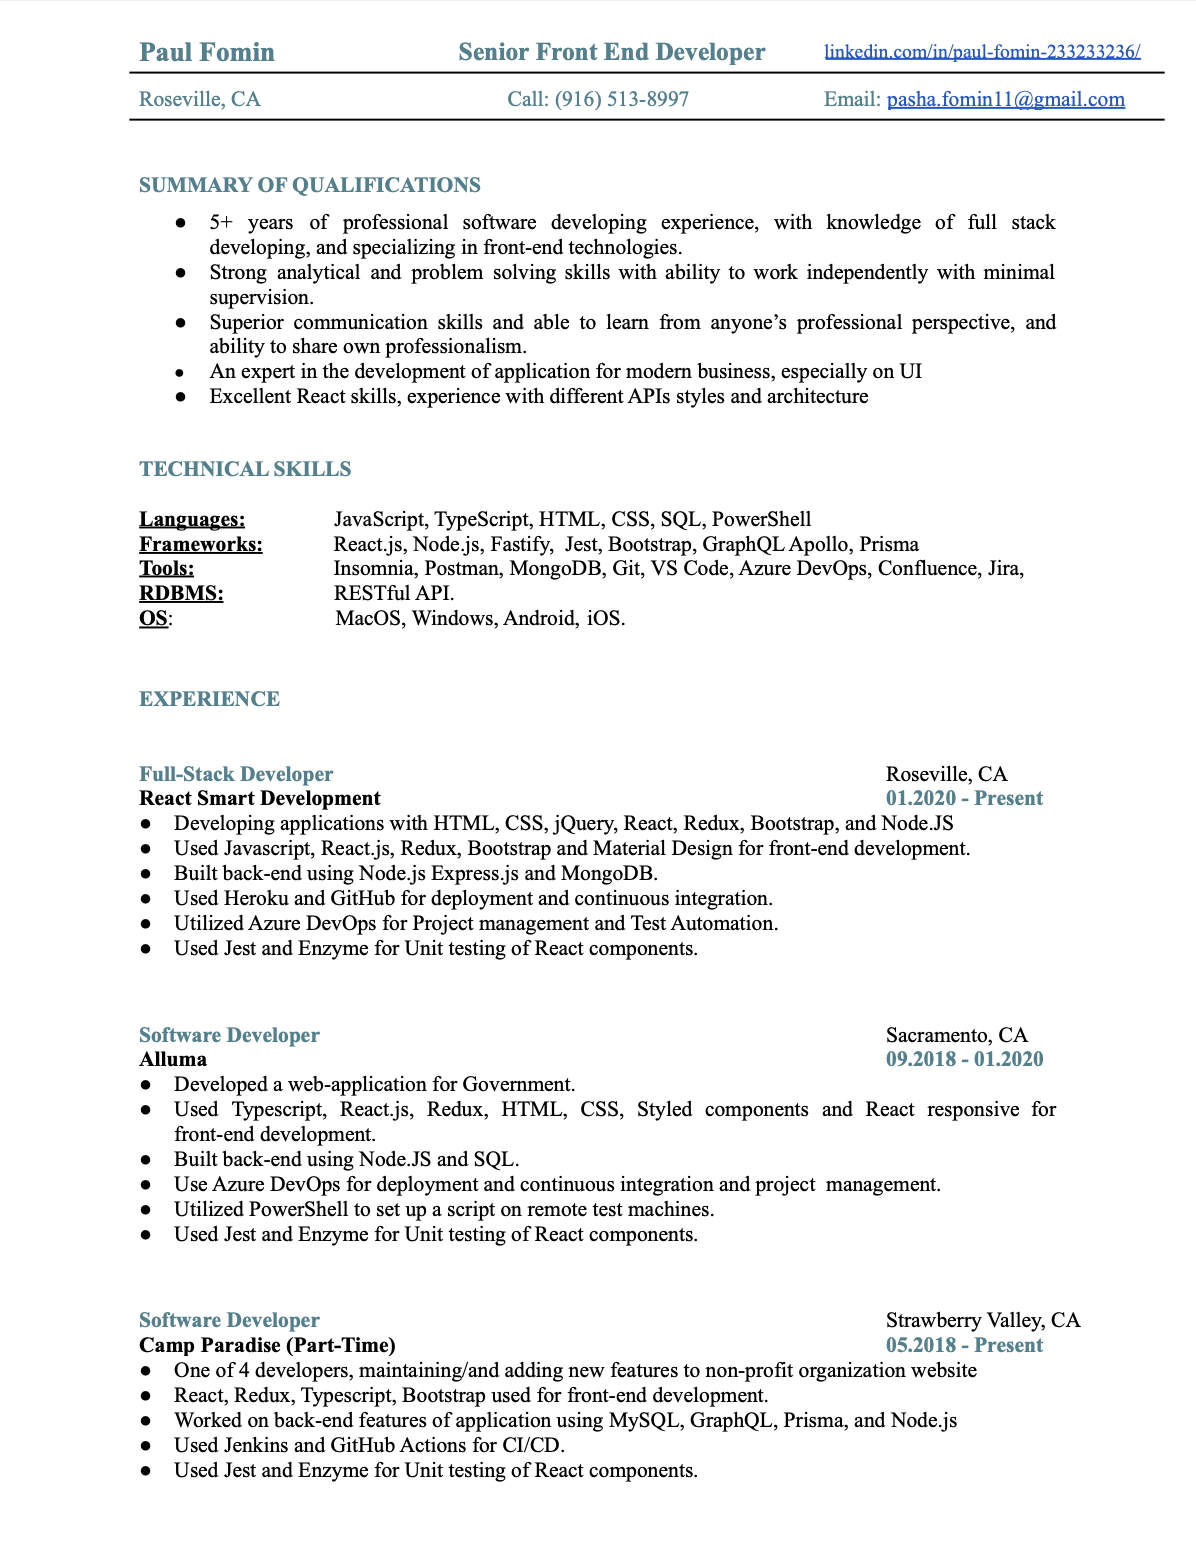 Paul Fomin Senior Front End Developer linkedin.com/in/paul-fomin-233233236/
Roseville, CA Call: (916) 513-8997 Email: pasha.fomin11@gmail.com
SUMMARY OF QUALIFICATIONS
● 5+ years of professional software developing experience, with knowledge of full stack
developing, and specializing in front-end technologies.
● Strong analytical and problem solving skills with ability to work independently with minimal
supervision.
● Superior communication skills and able to learn from anyone’s professional perspective, and
ability to share own professionalism.
● An expert in the development of application for modern business, especially on UI
● Excellent React skills, experience with different APIs styles and architecture
TECHNICAL SKILLS
Languages: JavaScript, TypeScript, HTML, CSS, SQL, PowerShell
Frameworks: React.js, Node.js, Fastify, Jest, Bootstrap, GraphQL Apollo, Prisma
Tools: Insomnia, Postman, MongoDB, Git, VS Code, Azure DevOps, Confluence, Jira,
RDBMS: RESTful API.
OS: MacOS, Windows, Android, iOS.
EXPERIENCE
Full-Stack Developer Roseville, CA
React Smart Development 01.2020 - Present
● Developing applications with HTML, CSS, jQuery, React, Redux, Bootstrap, and Node.JS
● Used Javascript, React.js, Redux, Bootstrap and Material Design for front-end development.
● Built back-end using Node.js Express.js and MongoDB.
● Used Heroku and GitHub for deployment and continuous integration.
● Utilized Azure DevOps for Project management and Test Automation.
● Used Jest and Enzyme for Unit testing of React components.
Software Developer Sacramento, CA
Alluma 09.2018 - 01.2020
● Developed a web-application for Government.
● Used Typescript, React.js, Redux, HTML, CSS, Styled components and React responsive for
front-end development.
● Built back-end using Node.JS and SQL.
● Use Azure DevOps for deployment and continuous integration and project management.
● Utilized PowerShell to set up a script on remote test machines.
● Used Jest and Enzyme for Unit testing of React components.
Software Developer Strawberry Valley, CA
Camp Paradise (Part-Time) 05.2018 - Present
● One of 4 developers, maintaining/and adding new features to non-profit organization website
● React, Redux, Typescript, Bootstrap used for front-end development.
● Worked on back-end features of application using MySQL, GraphQL, Prisma, and Node.js
● Used Jenkins and GitHub Actions for CI/CD.
● Used Jest and Enzyme for Unit testing of React components.